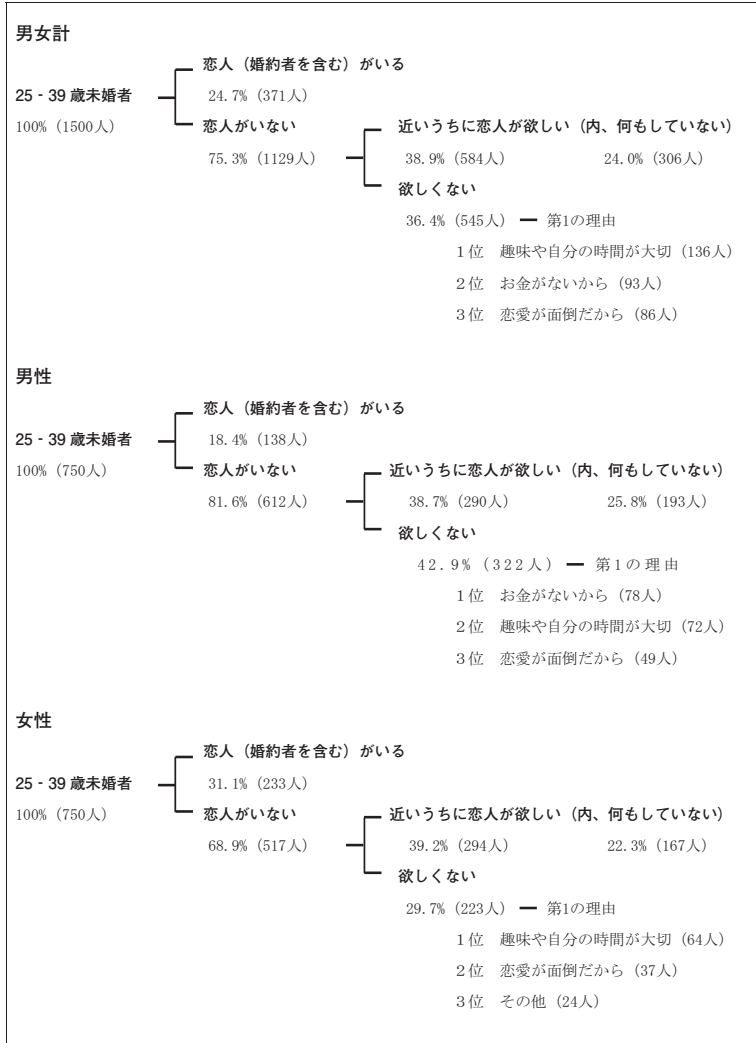 男女計
恋人（婚約者を含む）がいる
25 - 39 歳未婚者
24.7%（371人）
100%（1500人）
恋人がいない
近いうちに恋人が欲しい（内、何もしていない）
75.3%（1129人）
38.9%（584人）
24.0%（306人）
欲しくない
36.4%（545人） ー 第1の理由
１位　趣味や自分の時間が大切（136人）
２位　お金がないから（93人）
３位　恋愛が面倒だから（86人）
男性
恋人（婚約者を含む）がいる
25 - 39 歳未婚者
18.4%（138人）
100%（750人）
恋人がいない
近いうちに恋人が欲しい（内、何もしていない）
81.6%（612人）
38.7%（290人）
25.8%（193人）
欲しくない
42.9%（322人） ー 第1の理由
１位　お金がないから（78人）
２位　趣味や自分の時間が大切（72人）
３位　恋愛が面倒だから（49人）
女性
恋人（婚約者を含む）がいる
25 - 39 歳未婚者
31.1%（233人）
100%（750人）
恋人がいない
近いうちに恋人が欲しい（内、何もしていない）
68.9%（517人）
39.2%（294人）
22.3%（167人）
欲しくない
29.7%（223人） ー 第1の理由
１位　趣味や自分の時間が大切（64人）
２位　恋愛が面倒だから（37人）
３位　その他（24人）